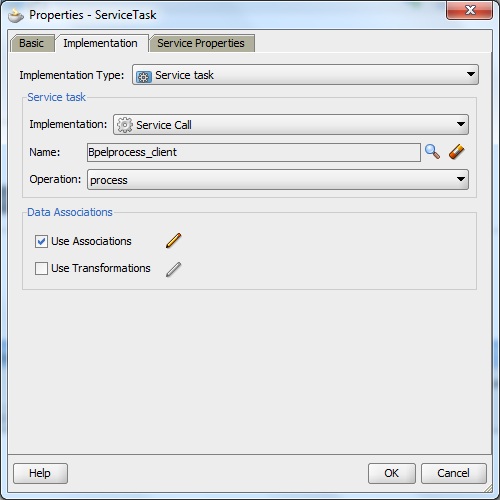 Properties - ServiceTask
Basic Implementation Service Properties
Implementation Type: Service task
Service task
Implementation: Service Call
Name: Bpelprocess_client
Operation: process
Data Associations
Use Associations
Use Transformations
Help OK Cancel